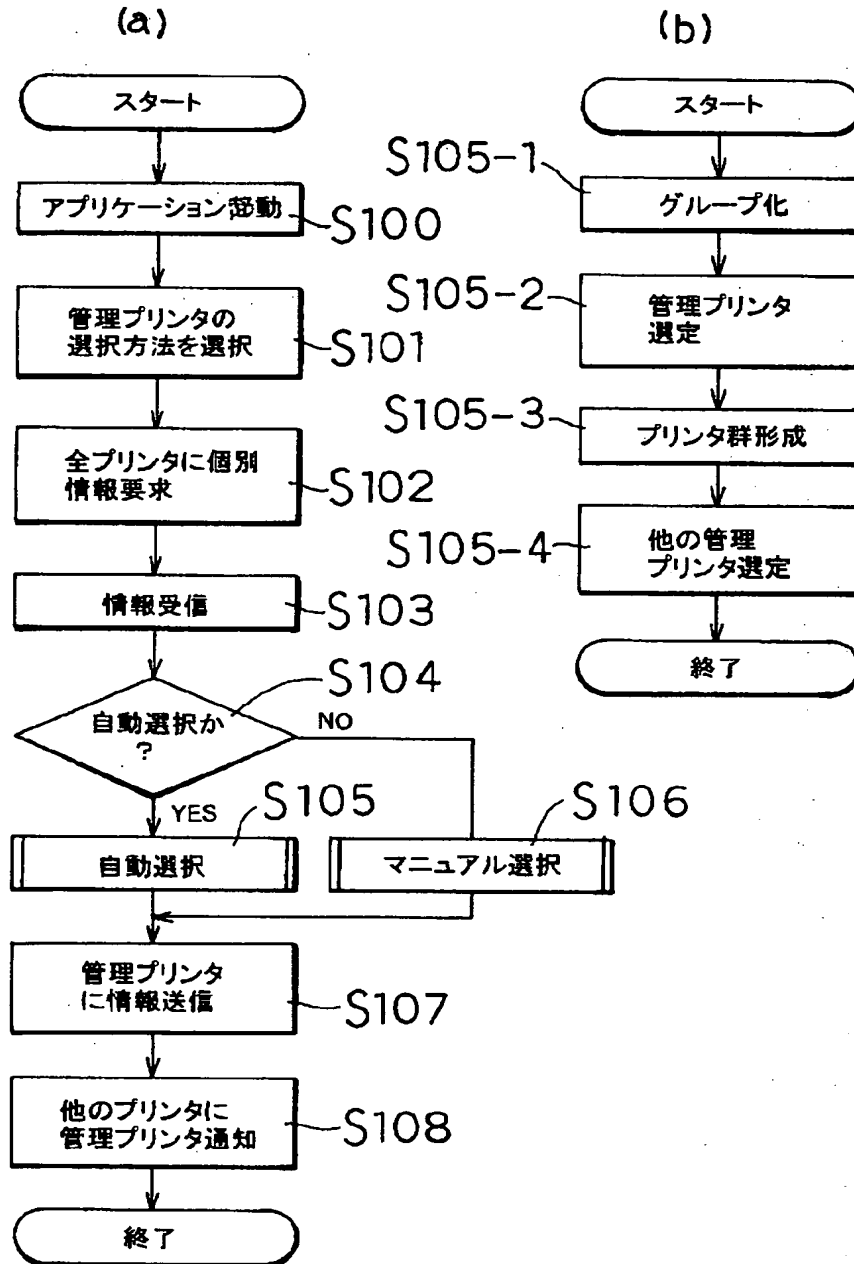 (a)
スタート
アプリケーション起動
S100
管理プリンタの
選択方法を選択
S101
全プリンタに個別
情報要求
S102
情報受信
S103
S104
自動選択か
?
NO
YES
S105
自動選択
S106
マニュアル選択
管理プリンタ
に情報送信
S107
他のプリンタに
管理プリンタ通知
S108
終了
(b)
スタート
S105-1
グループ化
S105-2
管理プリンタ
選定
S105-3
プリンタ群形成
S105-4
他の管理
プリンタ選定
終了